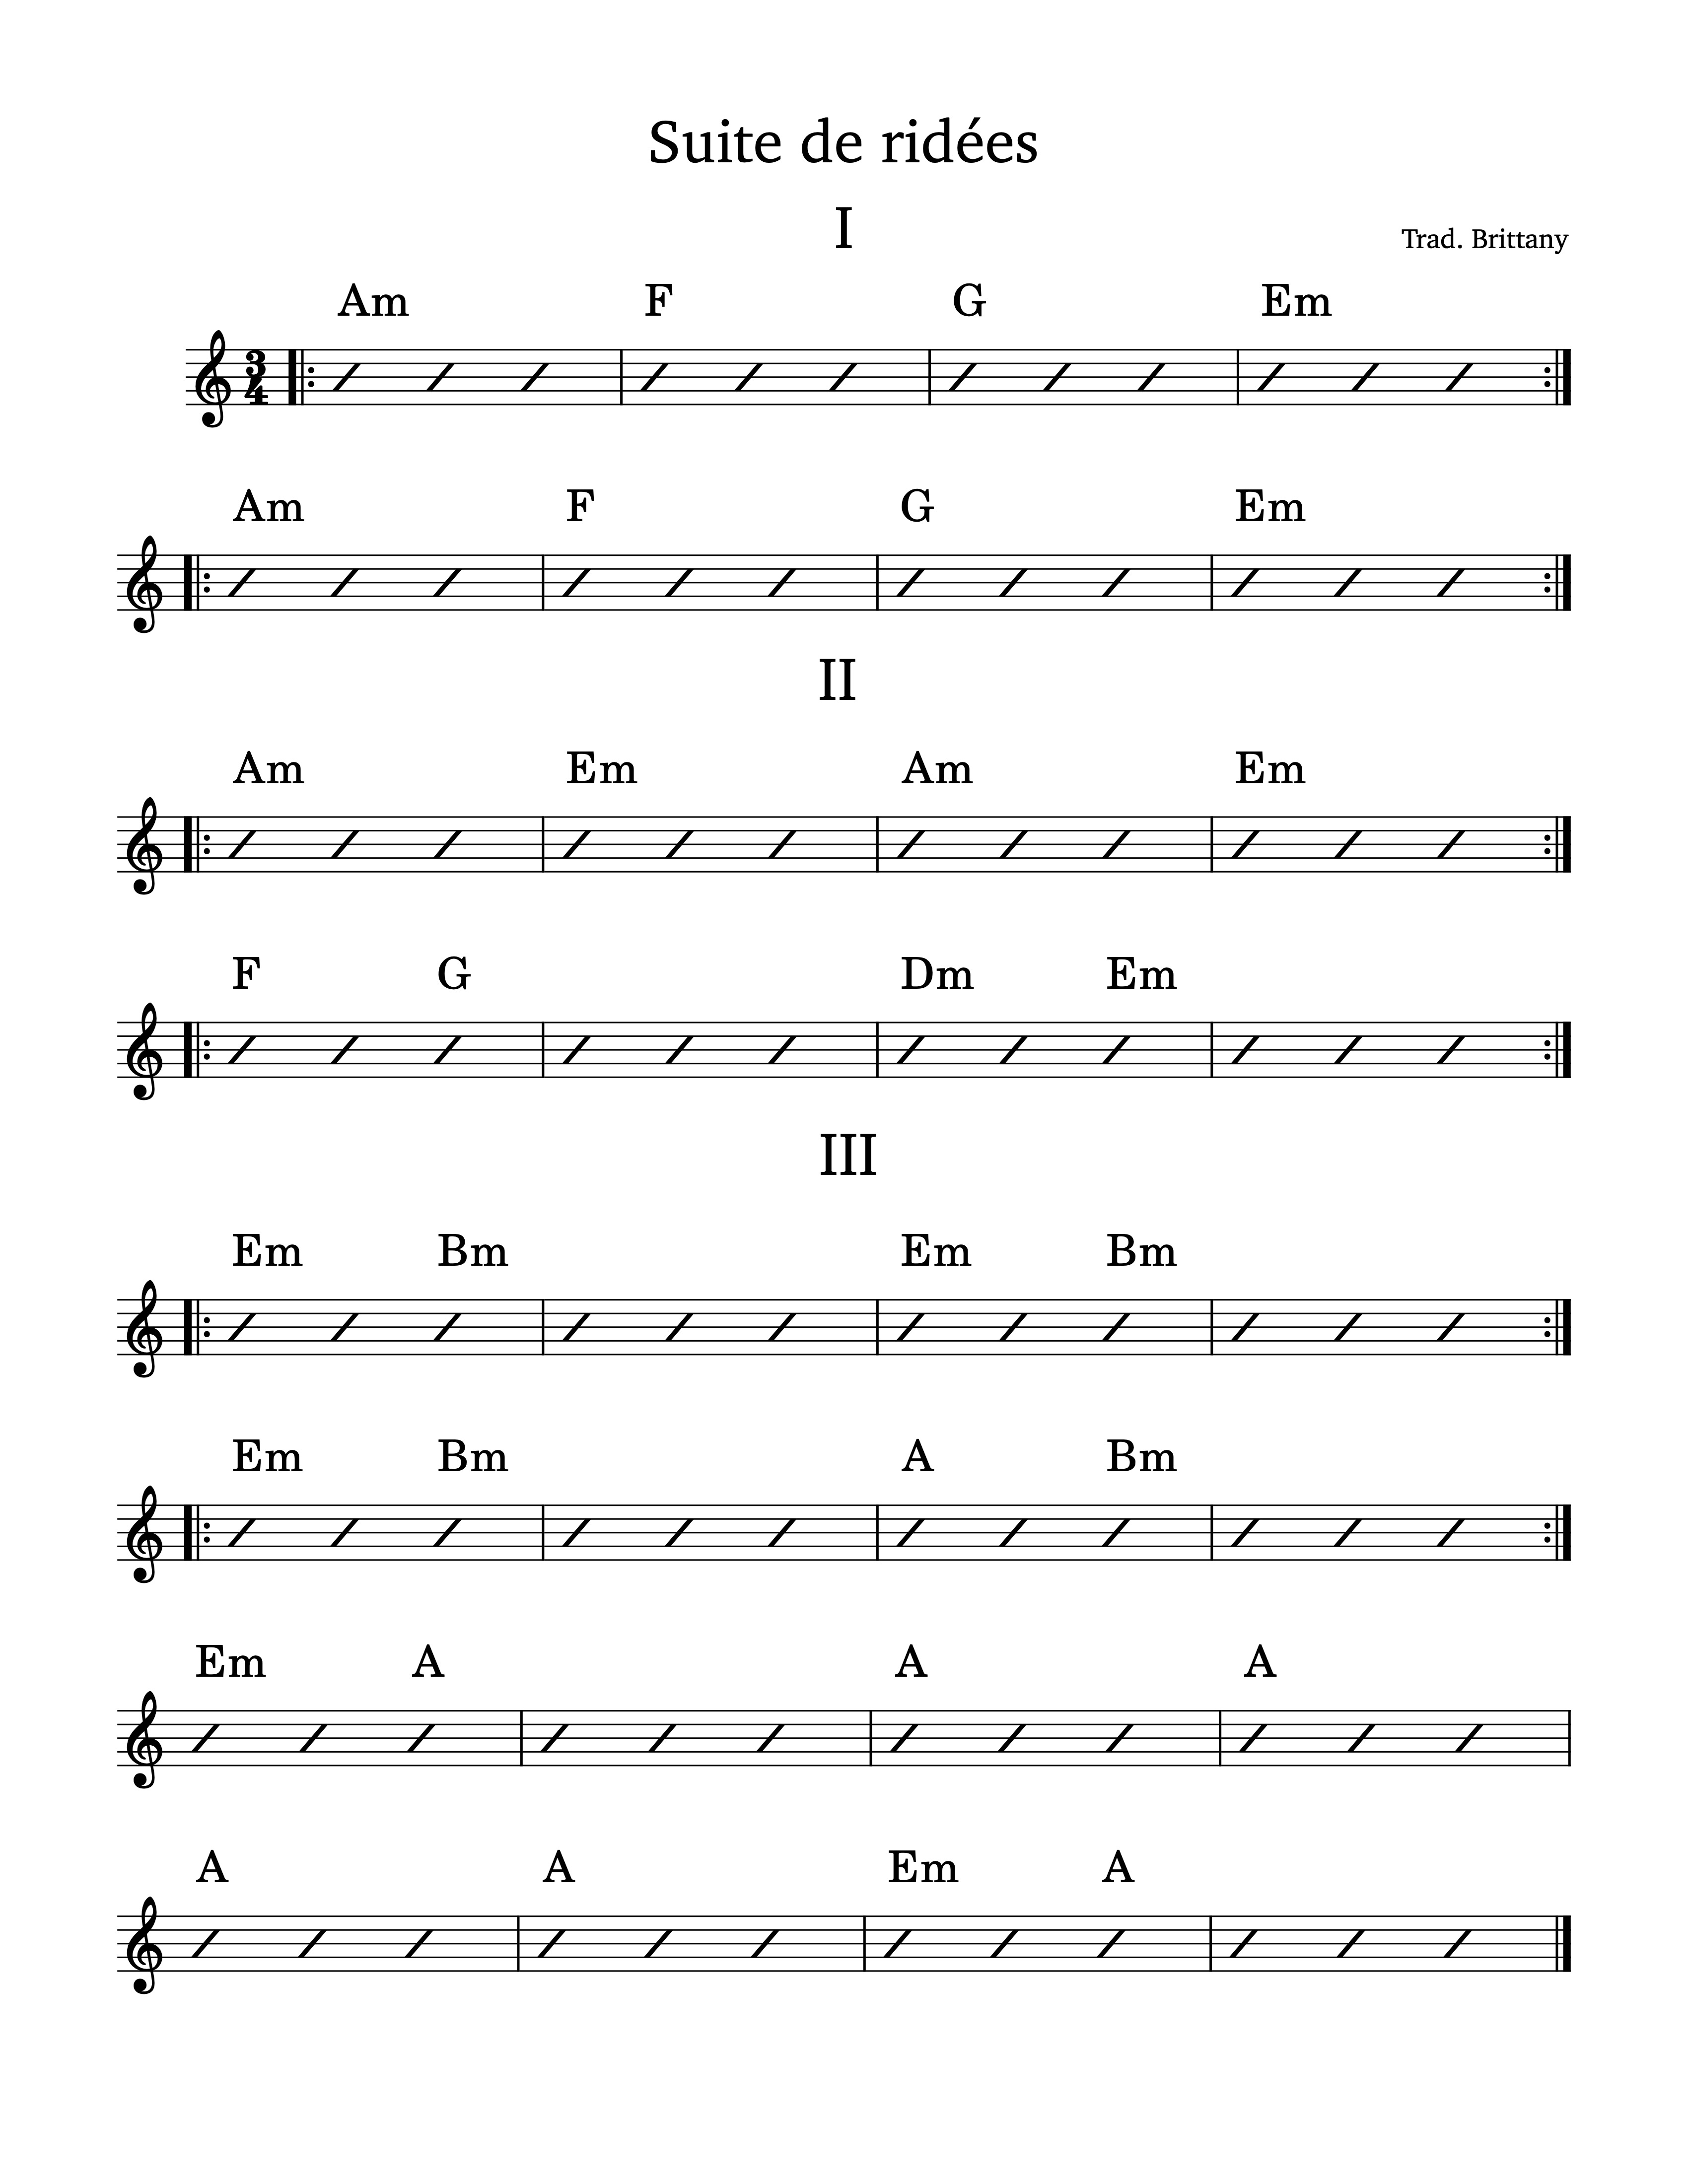 Suite de ridées
I
Trad. Brittany
Am F G Em
3
4
Am F G Em
II
Am Em Am Em
F G Dm Em
III
Em Bm Em Bm
Em Bm A Bm
Em A A A
A A Em A